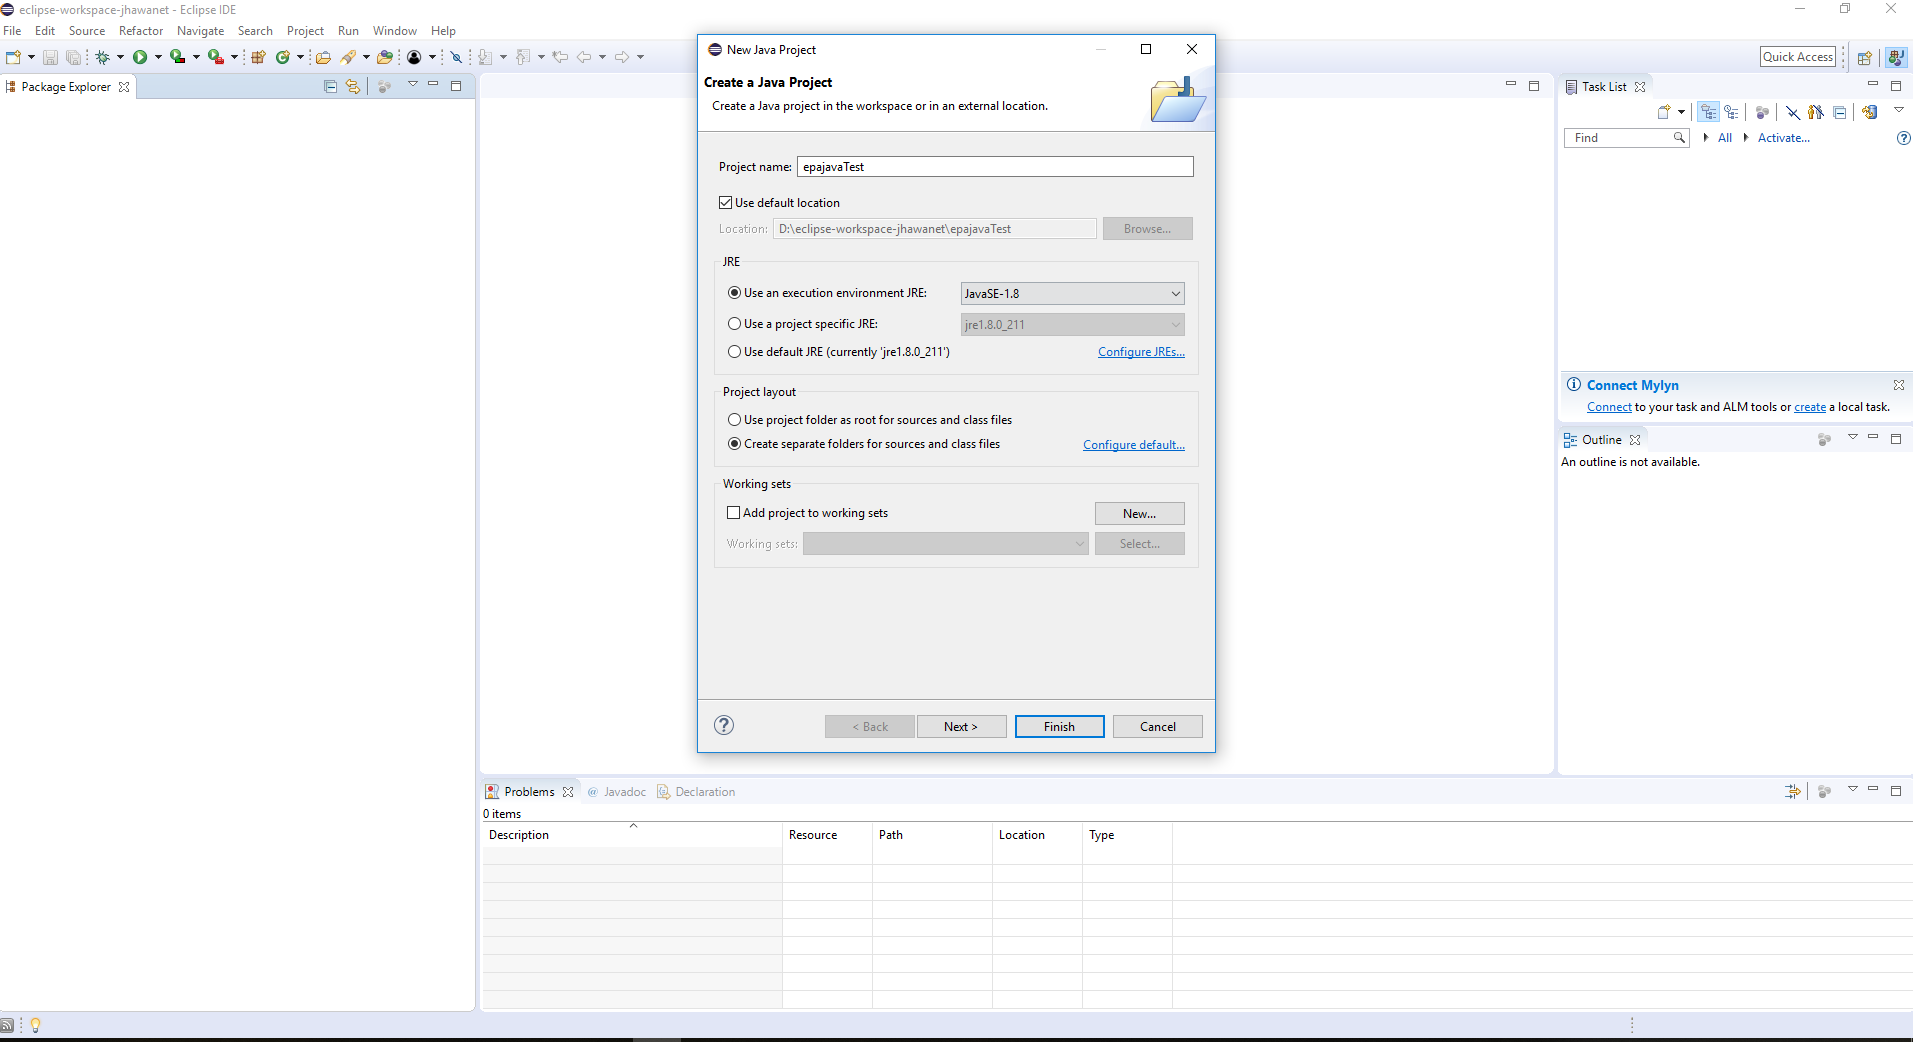 eclipse-workspace-jhawanet - Eclipse IDE
File Edit Source Refactor Navigate Search Project Run Window Help
Quick Access
Package Explorer
New Java Project
Create a Java Project
Create a Java project in the workspace or in an external location.
Project name: epajavaTest
Use default location
Location: D:\eclipse-workspace-jhawanet\epajavaTest Browse...
JRE
Use an execution environment JRE: JavaSE-1.8
Use a project specific JRE: jre1.8.0_211
Use default JRE (currently 'jre1.8.0_211') Configure JREs...
Project layout
Use project folder as root for sources and class files
Create separate folders for sources and class files Configure default...
Working sets
Add project to working sets New...
Working sets: Select...
< Back Next > Finish Cancel
Task List
Find All Activate...
Connect Mylyn
Connect to your task and ALM tools or create a local task.
Outline
An outline is not available.
Problems @ Javadoc Declaration
0 items
Description Resource Path Location Type